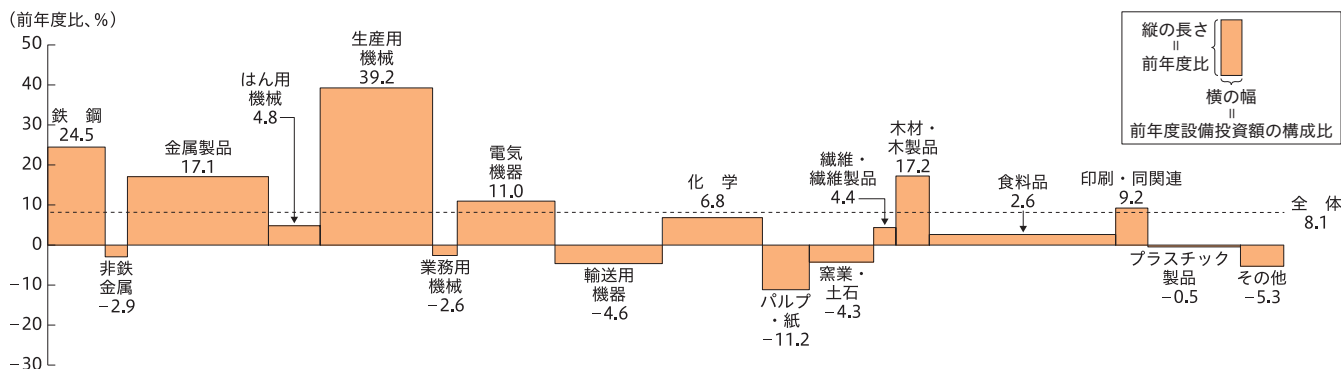 (前年度比、%)
50
40
30
20
10
0
−10
−20
−30
鉄　鋼
24.5
非鉄
金属
−2.9
金属製品
17.1
はん用
機械
4.8
生産用
機械
39.2
業務用
機械
−2.6
電気
機器
11.0
輸送用
機器
−4.6
化　学
6.8
パルプ
・紙
−11.2
窯業・
土石
−4.3
繊維・
繊維製品
4.4
木材・
木製品
17.2
食料品
2.6
印刷・同関連
9.2
プラスチック
製品
−0.5
その他
−5.3
全　体
8.1
縦の長さ
=
前年度比
横の幅
=
前年度設備投資額の構成比